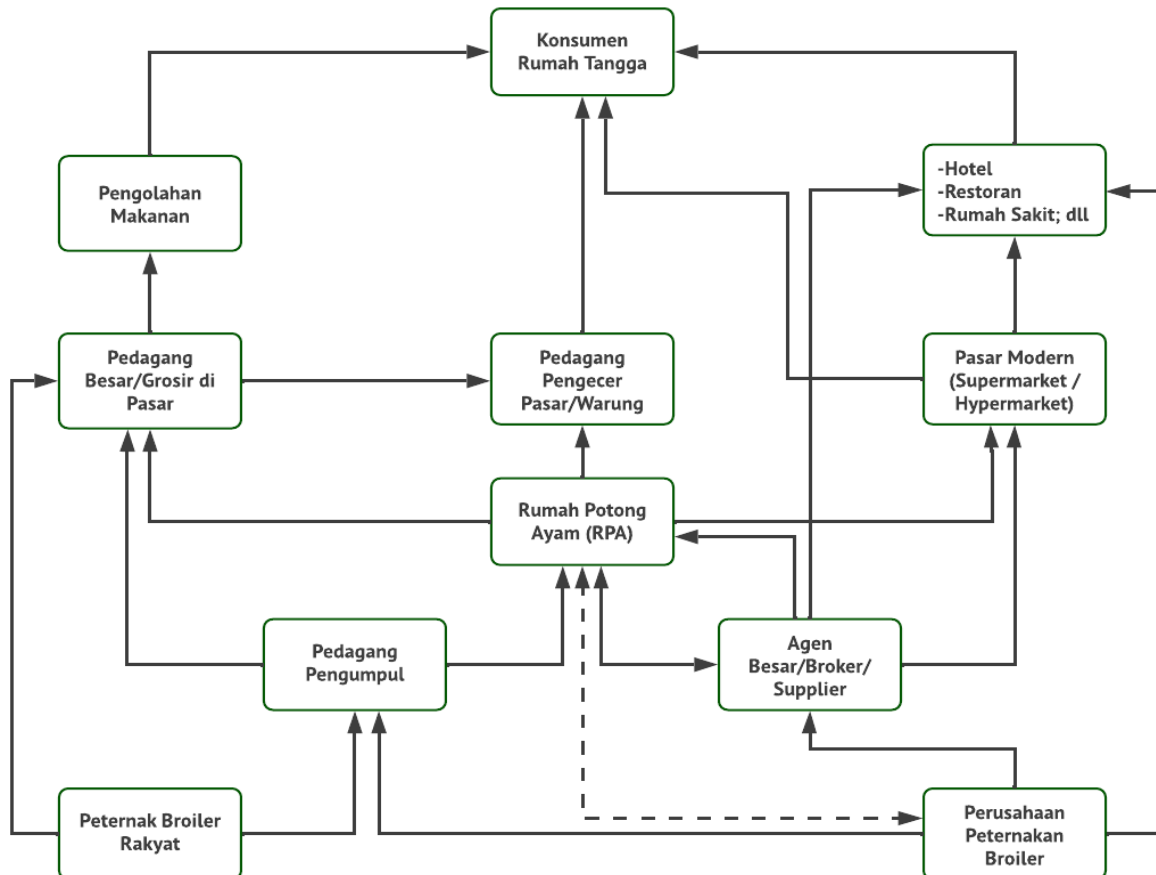 Konsumen
Rumah Tangga
Pengolahan
Makanan
-Hotel
-Restoran
-Rumah Sakit; dll
Pedagang
Besar/Grosir di
Pasar
Pedagang
Pengecer
Pasar/Warung
Pasar Modern
(Supermarket /
Hypermarket)
Rumah Potong
Ayam (RPA)
Pedagang
Pengumpul
Agen
Besar/Broker/
Supplier
Peternak Broiler
Rakyat
Perusahaan
Peternakan
Broiler